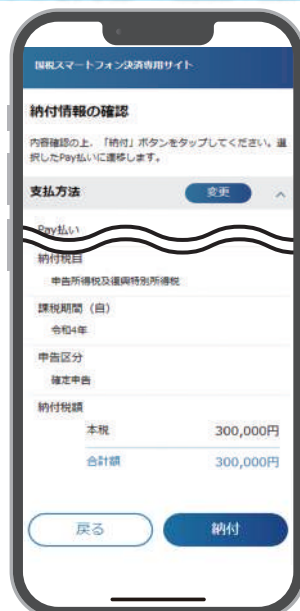 国税スマートフォン決済専用サイト
納付情報の確認
内容確認の上、「納付」ボタンをタップしてください。選
択したPay払いに遷移します。
支払方法
変更
Pay払い
納付税目
申告所得税及復興特別所得税
課税期間（自）
令和4年
申告区分
確定申告
納付税額
本税 300,000円
合計額 300,000円
戻る 納付